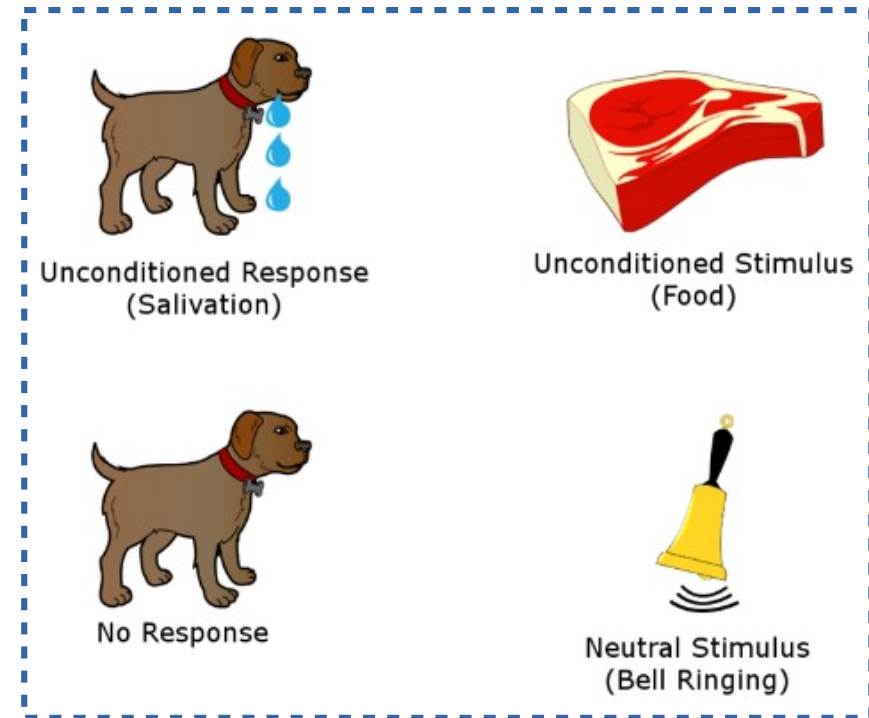 Unconditioned Response
(Salivation)
Unconditioned Stimulus
(Food)
No Response
Neutral Stimulus
(Bell Ringing)